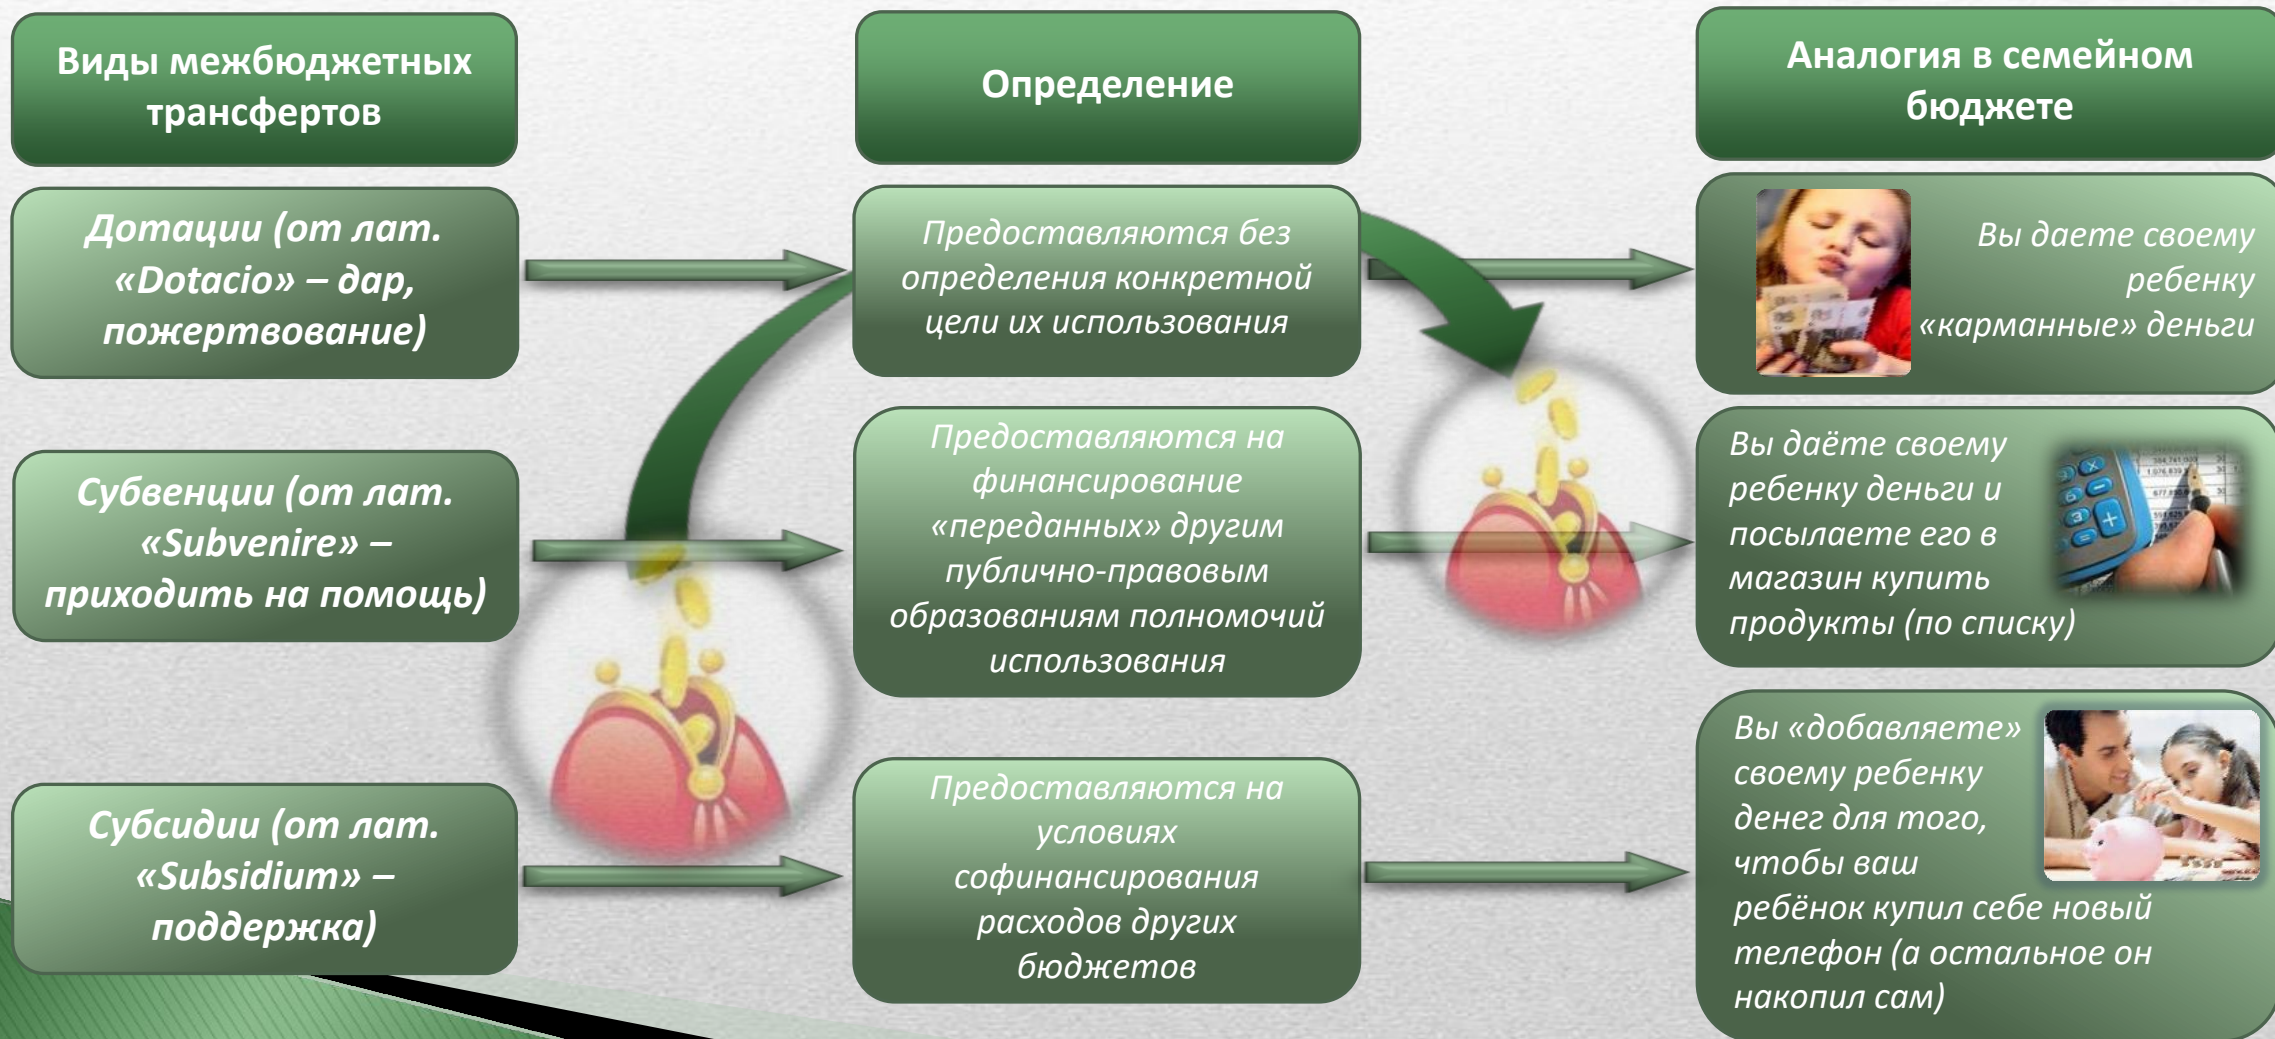 Виды межбюджетных
трансфертов
Определение
Аналогия в семейном
бюджете
Дотации (от лат.
«Dotacio» – дар,
пожертвование)
Предоставляются без
определения конкретной
цели их использования
Вы даете своему
ребенку
«карманные» деньги
Субвенции (от лат.
«Subvenire» –
приходить на помощь)
Предоставляются на
финансирование
«переданных» другим
публично-правовым
образованиям полномочий
использования
Вы даёте своему
ребенку деньги и
посылаете его в
магазин купить
продукты (по списку)
Субсидии (от лат.
«Subsidium» –
поддержка)
Предоставляются на
условиях
софинансирования
расходов других
бюджетов
Вы «добавляете»
своему ребенку
денег для того,
чтобы ваш
ребёнок купил себе новый
телефон (а остальное он
накопил сам)